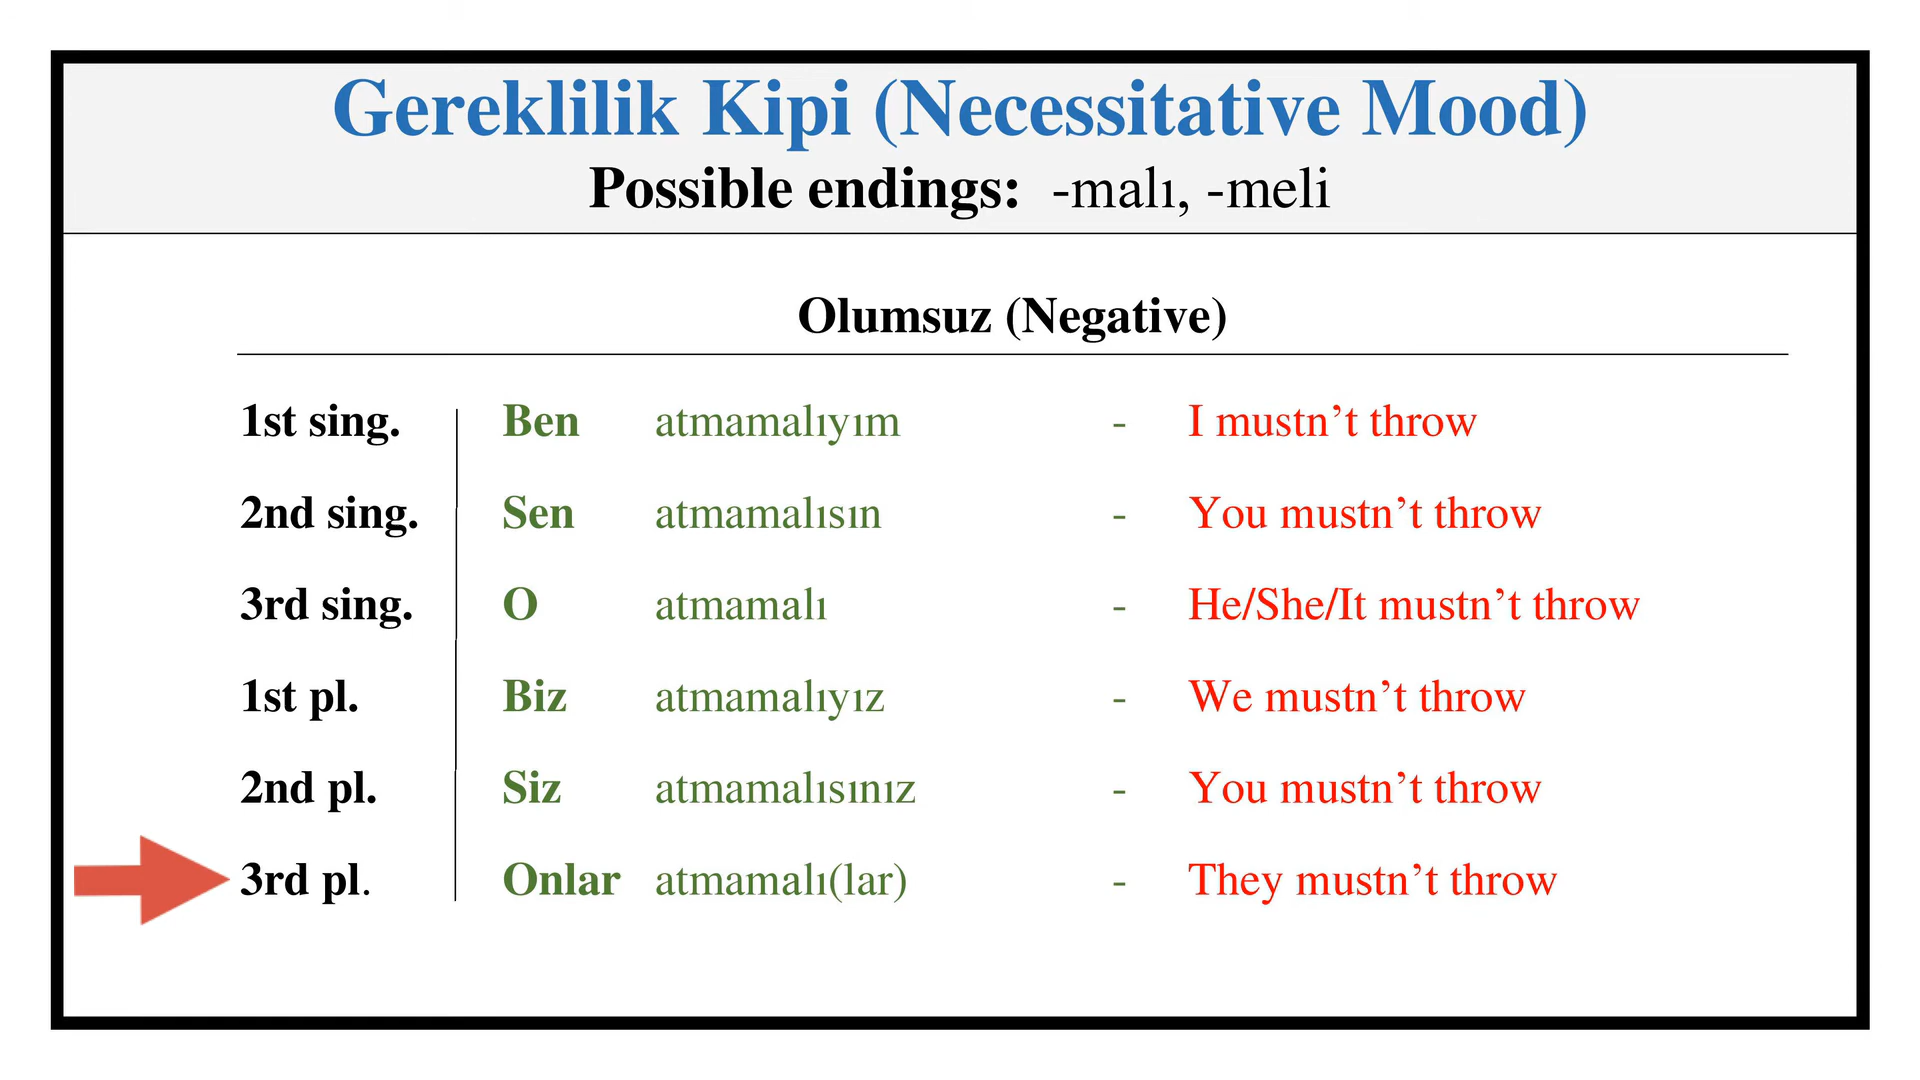 Gereklilik Kipi (Necessitative Mood)
Possible endings: -malı, -meli
Olumsuz (Negative)
1st sing. Ben atmamalıyım - I mustn’t throw
2nd sing. Sen atmamalısın - You mustn’t throw
3rd sing. O atmamalı - He/She/It mustn’t throw
1st pl. Biz atmamalıyız - We mustn’t throw
2nd pl. Siz atmamalısınız - You mustn’t throw
3rd pl. Onlar atmamalı(lar) - They mustn’t throw